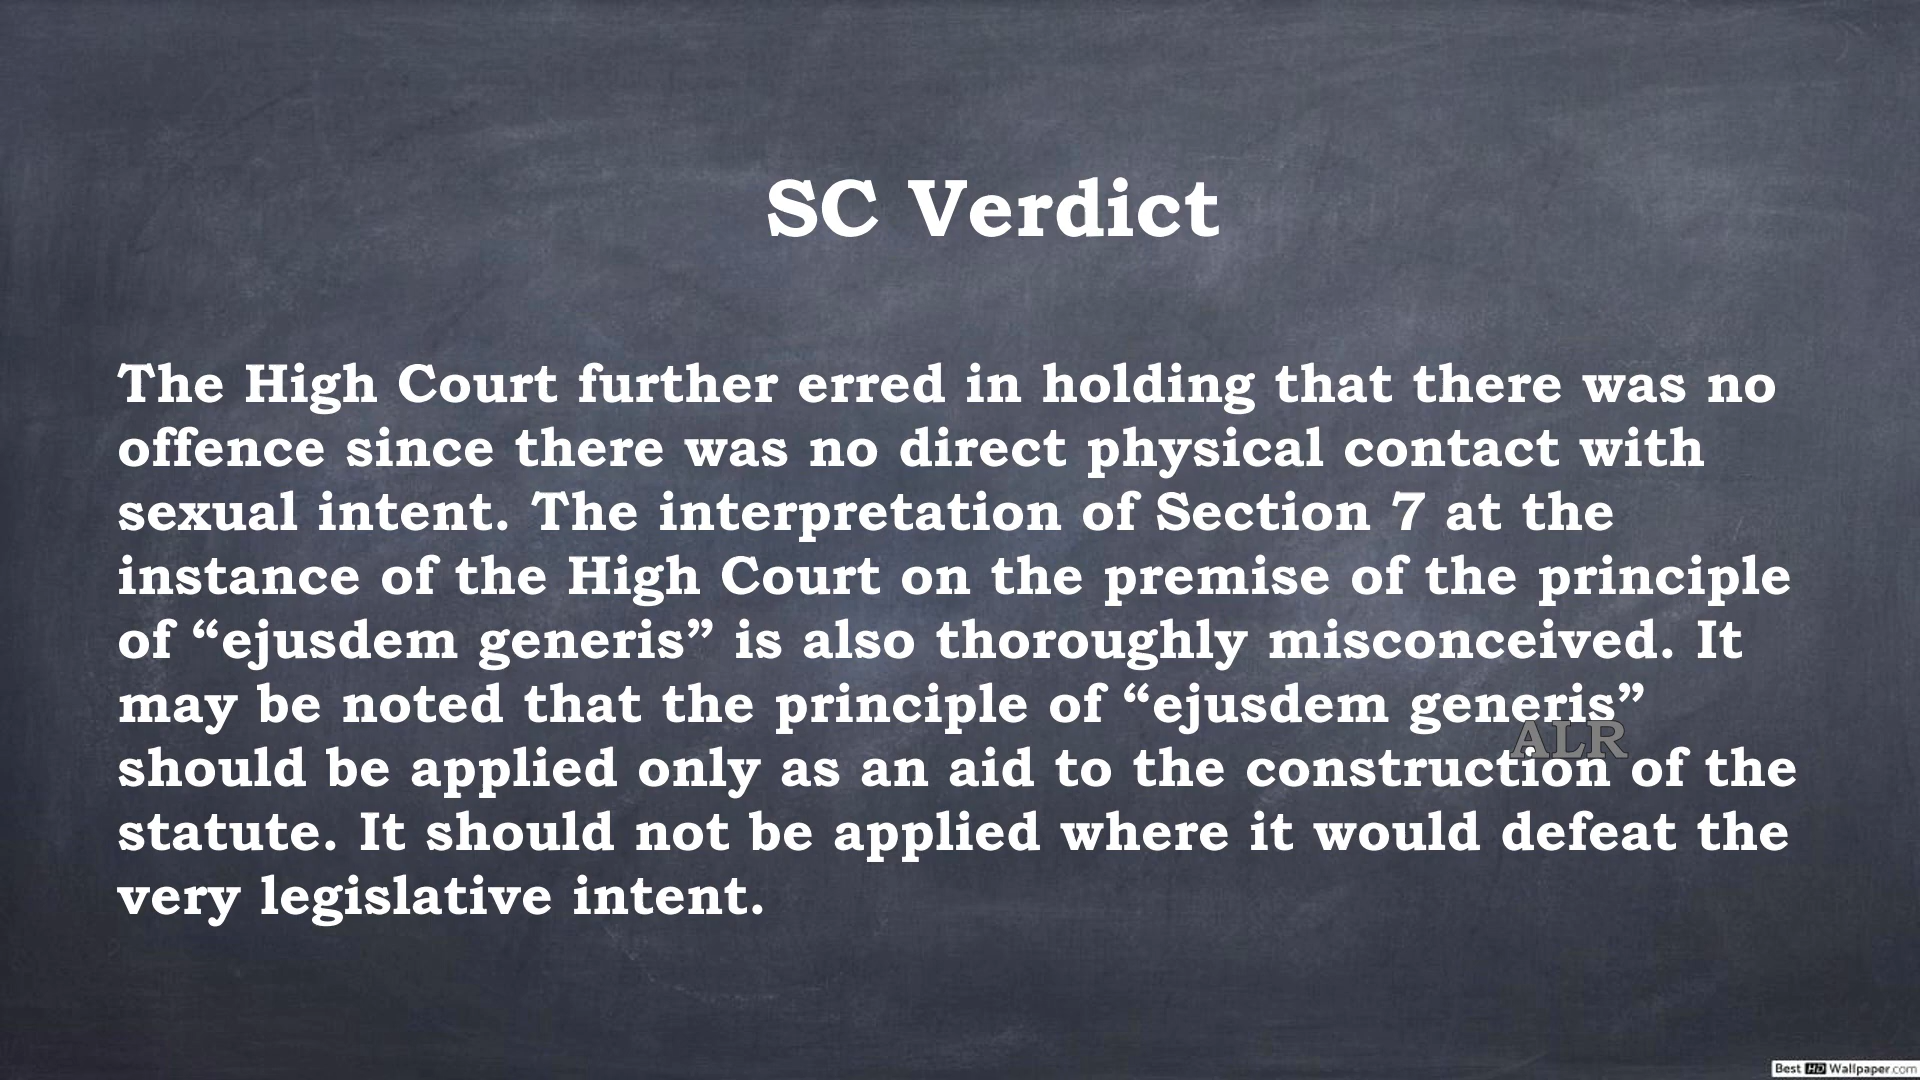 SC Verdict
The High Court further erred in holding that there was no
offence since there was no direct physical contact with
sexual intent. The interpretation of Section 7 at the
instance of the High Court on the premise of the principle
of “ejusdem generis” is also thoroughly misconceived. It
may be noted that the principle of “ejusdem generis”
ALR
should be applied only as an aid to the construction of the
statute. It should not be applied where it would defeat the
very legislative intent.
Best HD Wallpaper.com